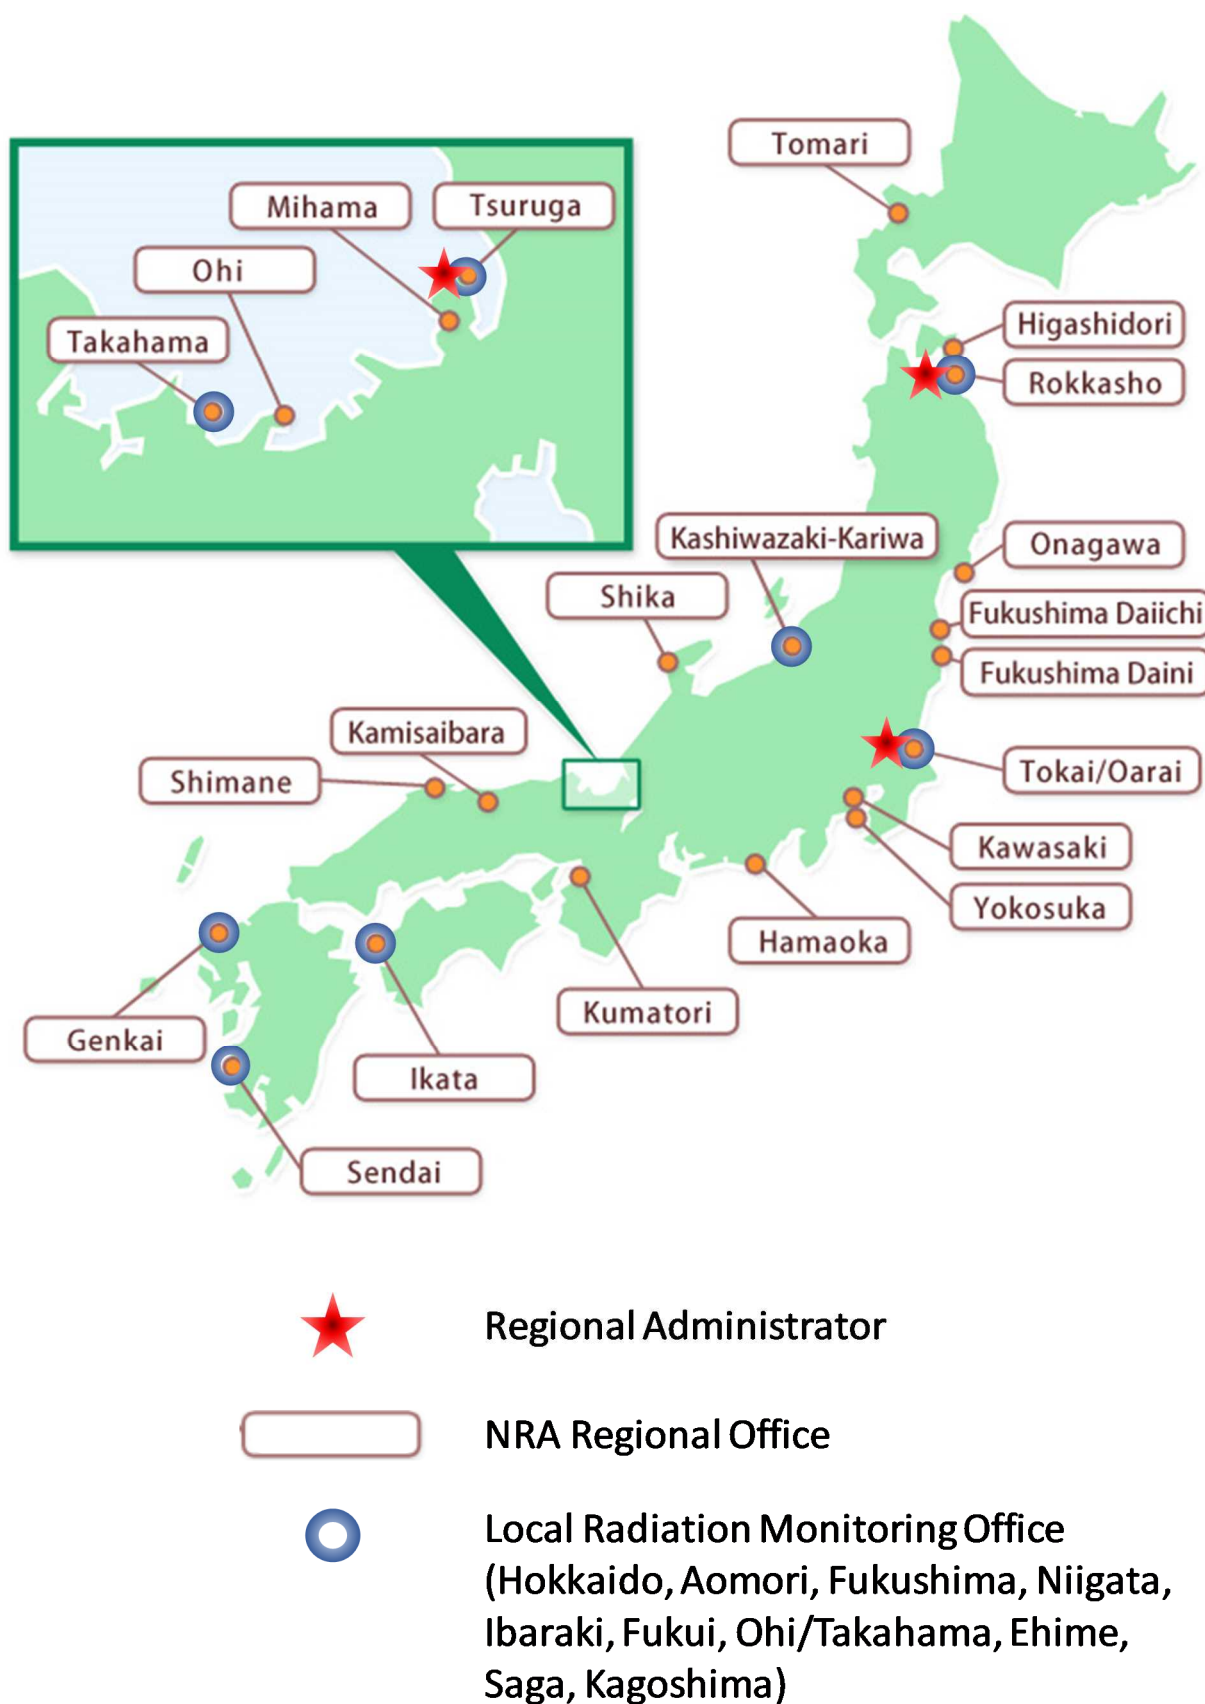 Tomari
Mihama
Tsuruga
Ohi
Takahama
Higashidori
Rokkasho
Kashiwazaki-Kariwa
Onagawa
Shika
Fukushima Daiichi
Fukushima Daini
Kamisaibara
Shimane
Tokai/Oarai
Kawasaki
Yokosuka
Hamaoka
Kumatori
Genkai
Ikata
Sendai
Regional Administrator
NRA Regional Office
Local Radiation Monitoring Office
(Hokkaido, Aomori, Fukushima, Niigata,
Ibaraki, Fukui, Ohi/Takahama, Ehime,
Saga, Kagoshima)